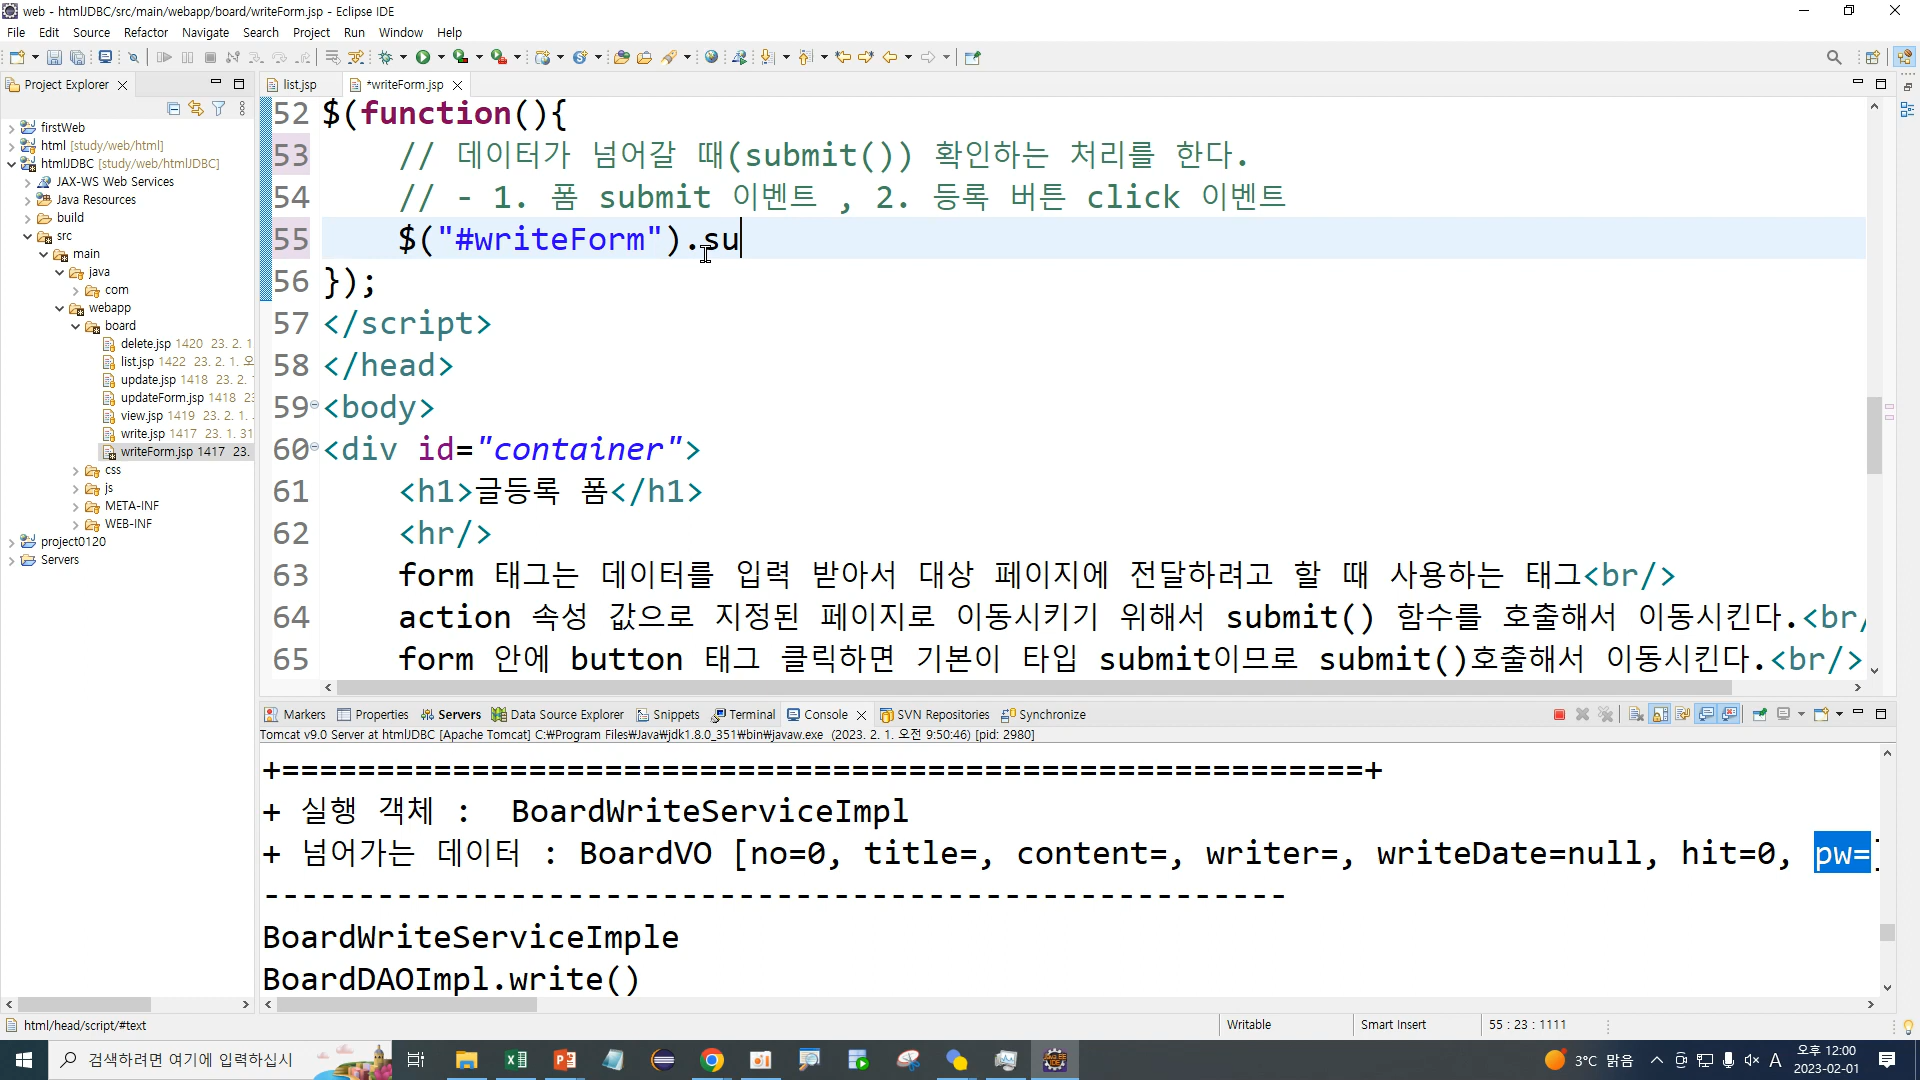 web - htmlJDBC/src/main/webapp/board/writeForm.jsp - Eclipse IDE
File Edit Source Refactor Navigate Search Project Run Window Help
Project Explorer
list.jsp
*writeForm.jsp
firstWeb
html [study/web/html]
htmlJDBC [study/web/htmlJDBC]
JAX-WS Web Services
Java Resources
build
src
main
java
com
webapp
board
delete.jsp 1420 23. 2. 1
list.jsp 1422 23. 2. 1. 오
update.jsp 1418 23. 2.
updateForm.jsp 1418 23
view.jsp 1419 23. 2. 1.
write.jsp 1417 23. 1. 31
writeForm.jsp 1417 23.
css
js
META-INF
WEB-INF
project0120
Servers
52 $(function(){
53 // 데이터가 넘어갈 때(submit()) 확인하는 처리를 한다.
54 // - 1. 폼 submit 이벤트 , 2. 등록 버튼 click 이벤트
55 $("#writeForm").su
56 });
57 </script>
58 </head>
59 <body>
60 <div id="container">
61 <h1>글등록 폼</h1>
62 <hr/>
63 form 태그는 데이터를 입력 받아서 대상 페이지에 전달하려고 할 때 사용하는 태그<br/>
64 action 속성 값으로 지정된 페이지로 이동시키기 위해서 submit() 함수를 호출해서 이동시킨다.<br/
65 form 안에 button 태그 클릭하면 기본이 타입 submit이므로 submit()호출해서 이동시킨다.<br/>
Markers Properties Servers Data Source Explorer Snippets Terminal Console SVN Repositories Synchronize
Tomcat v9.0 Server at htmlJDBC [Apache Tomcat] C:₩Program Files₩Java₩jdk1.8.0_351₩bin₩javaw.exe (2023. 2. 1. 오전 9:50:46) [pid: 2980]
+=========================================================+
+ 실행 객체 : BoardWriteServiceImpl
+ 넘어가는 데이터 : BoardVO [no=0, title=, content=, writer=, writeDate=null, hit=0, pw=]
------------------------------------------------------
BoardWriteServiceImple
BoardDAOImpl.write()
html/head/script/#text
Writable
Smart Insert
55 : 23 : 1111
검색하려면 여기에 입력하십시
3°C 맑음
A
오후 12:00
2023-02-01